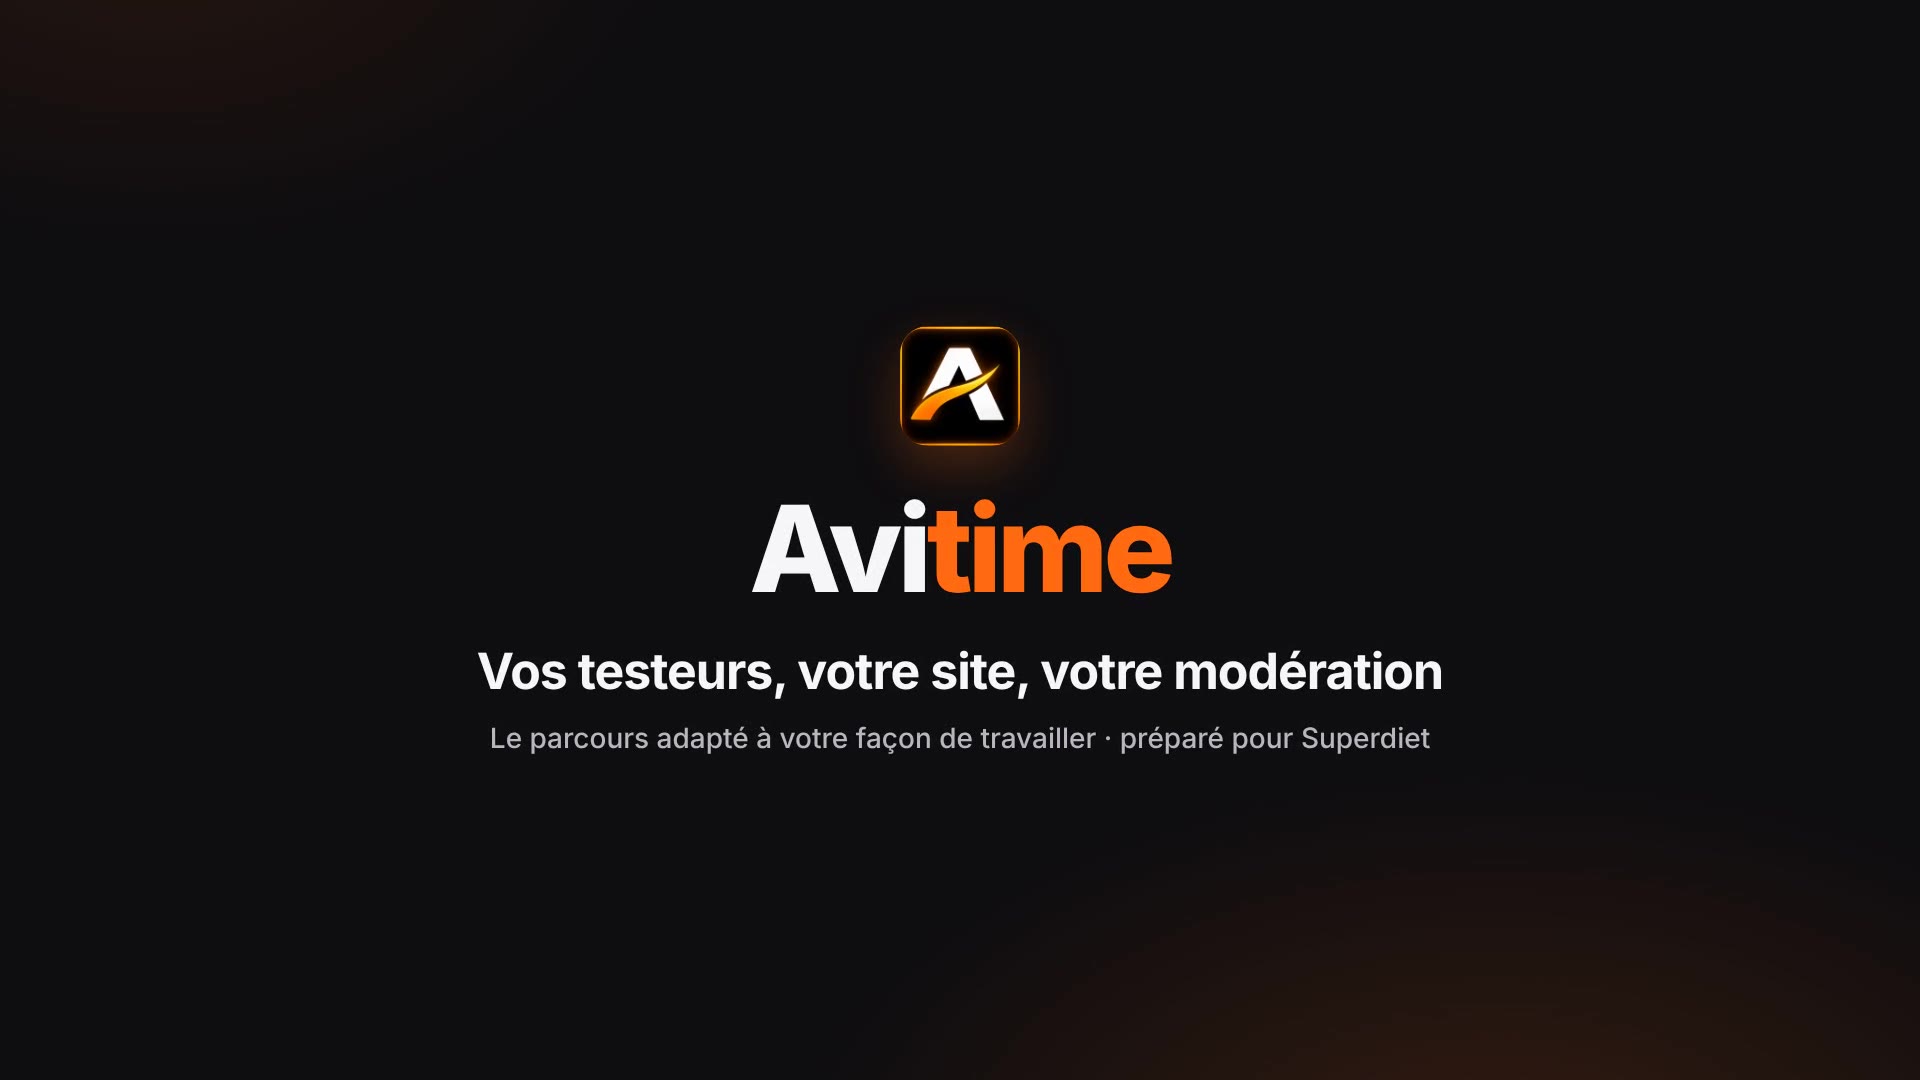 A
Avitime
Vos testeurs, votre site, votre modération
Le parcours adapté à votre façon de travailler · préparé pour Superdiet